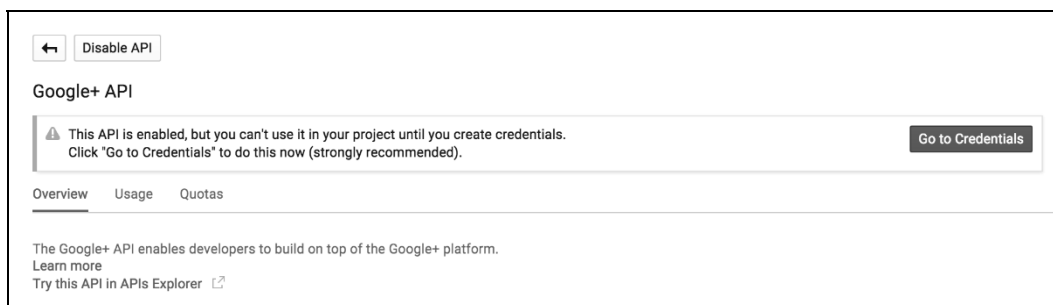 Disable API
Google+ API
This API is enabled, but you can't use it in your project until you create credentials.
Click "Go to Credentials" to do this now (strongly recommended).
Go to Credentials
Overview Usage Quotas
The Google+ API enables developers to build on top of the Google+ platform.
Learn more
Try this API in APIs Explorer